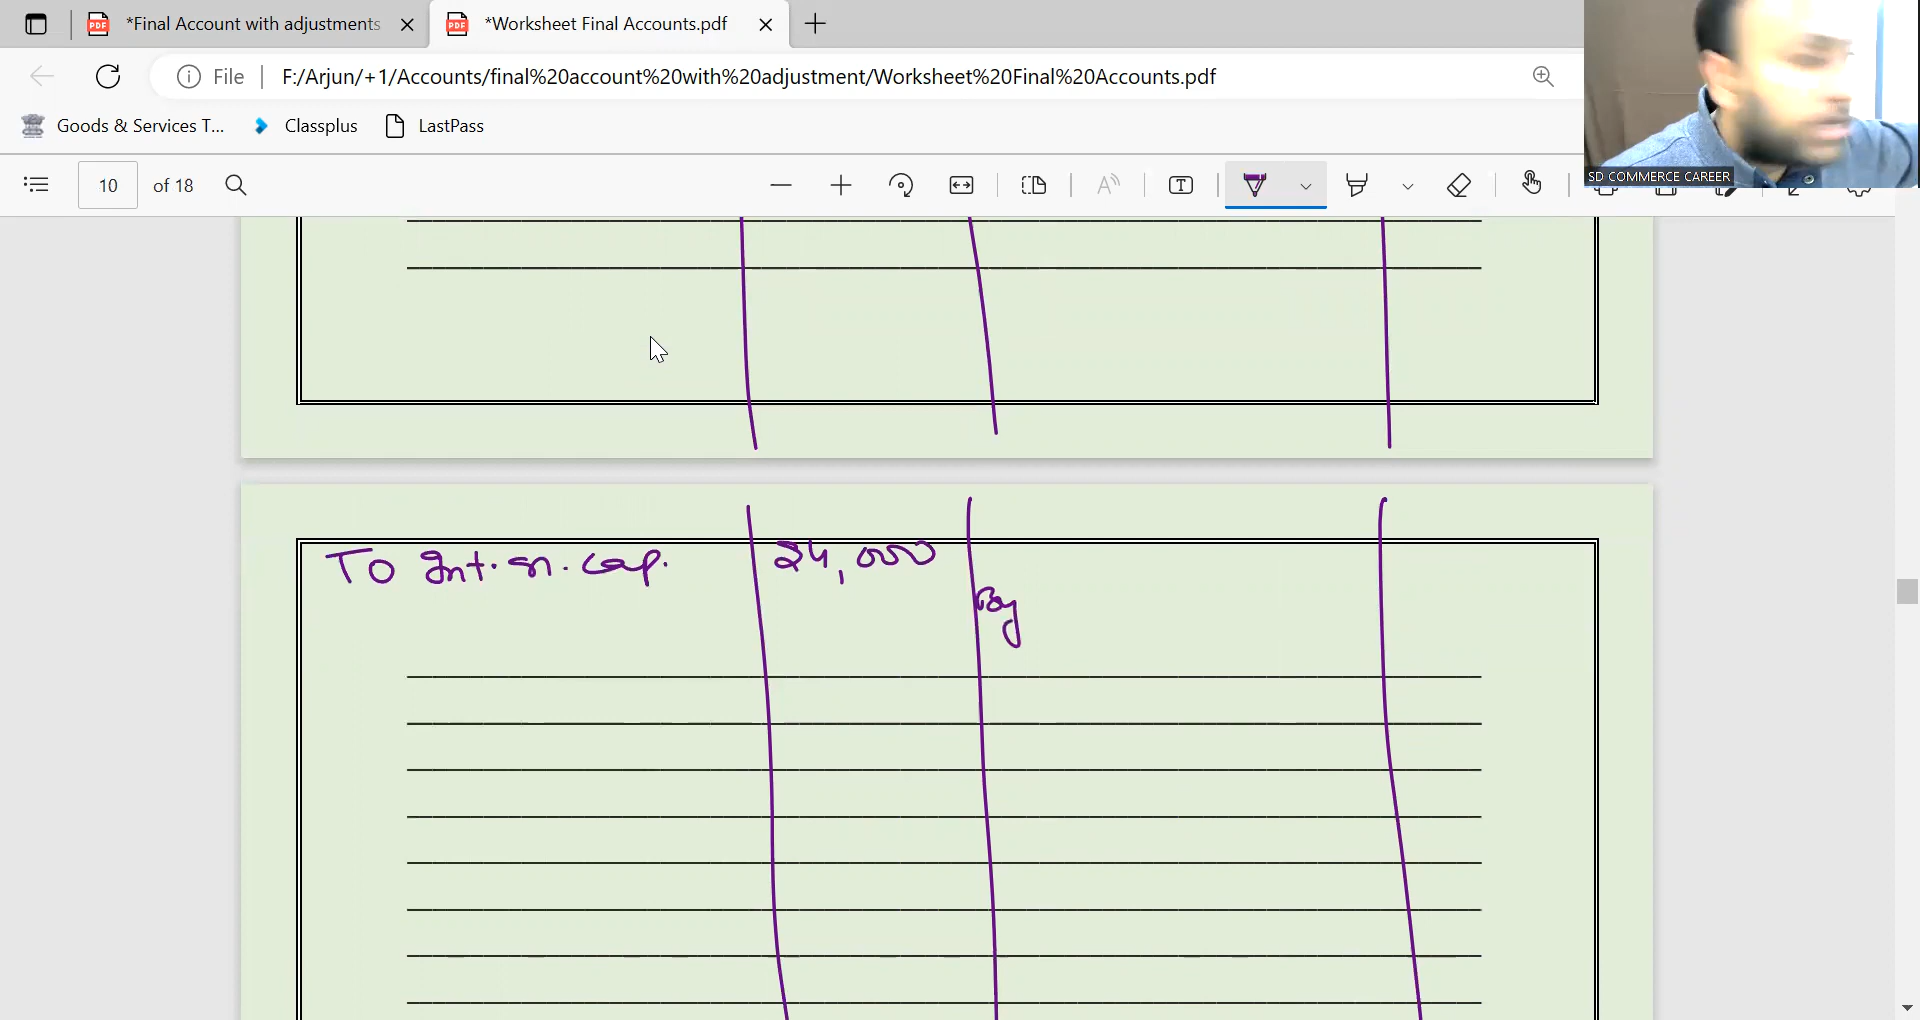 *Final Account with adjustments
*Worksheet Final Accounts.pdf
File
F:/Arjun/+1/Accounts/final%20account%20with%20adjustment/Worksheet%20Final%20Accounts.pdf
Goods & Services T...
Classplus
LastPass
10 of 18
SD COMMERCE CAREER
To Int. on. cap. 24,000
By